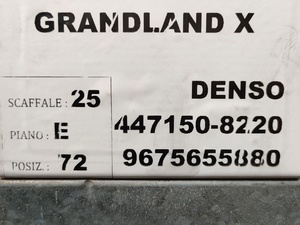 GRANDLAND X
DENSO
SCAFFALE : 25
447150-8220
PIANO : E
9675655880
POSIZ. : 72